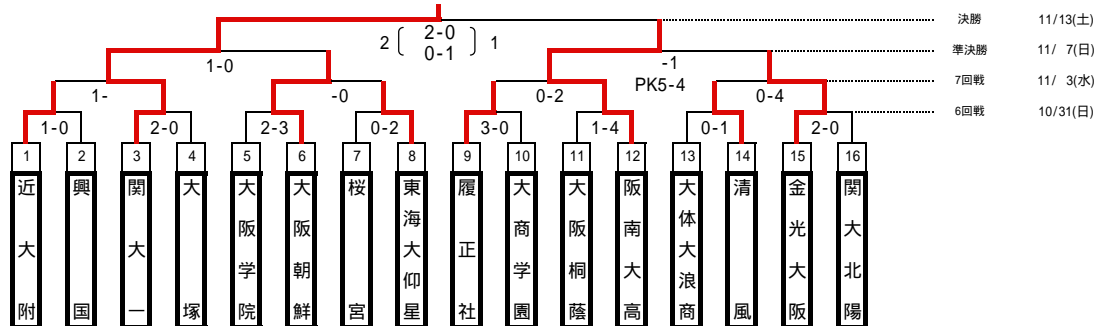 決勝 11/13(土)
2 2-0 0-1 1
準決勝 11/ 7(日)
1-0 -1
PK5-4
7回戦 11/ 3(水)
1- -0 0-2 0-4
6回戦 10/31(日)
1-0 2-0 2-3 0-2 3-0 1-4 0-1 2-0
1 2 3 4 5 6 7 8 9 10 11 12 13 14 15 16
近大附
興国
関大一
大塚
大阪学院
大阪朝鮮
桜宮
東海大仰星
履正社
大商学園
大阪桐蔭
阪南大高
大体大浪商
清風
金光大阪
関大北陽